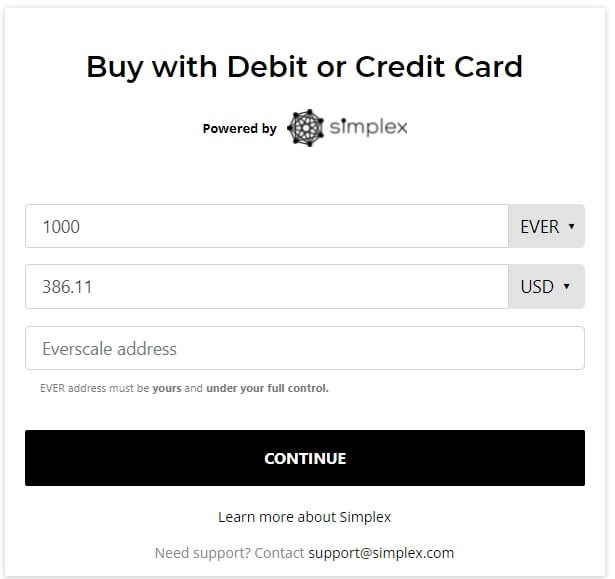 Buy with Debit or Credit Card
Powered by simplex
1000 EVER ▼
386.11 USD ▼
Everscale address
EVER address must be yours and under your full control.
CONTINUE
Learn more about Simplex
Need support? Contact support@simplex.com